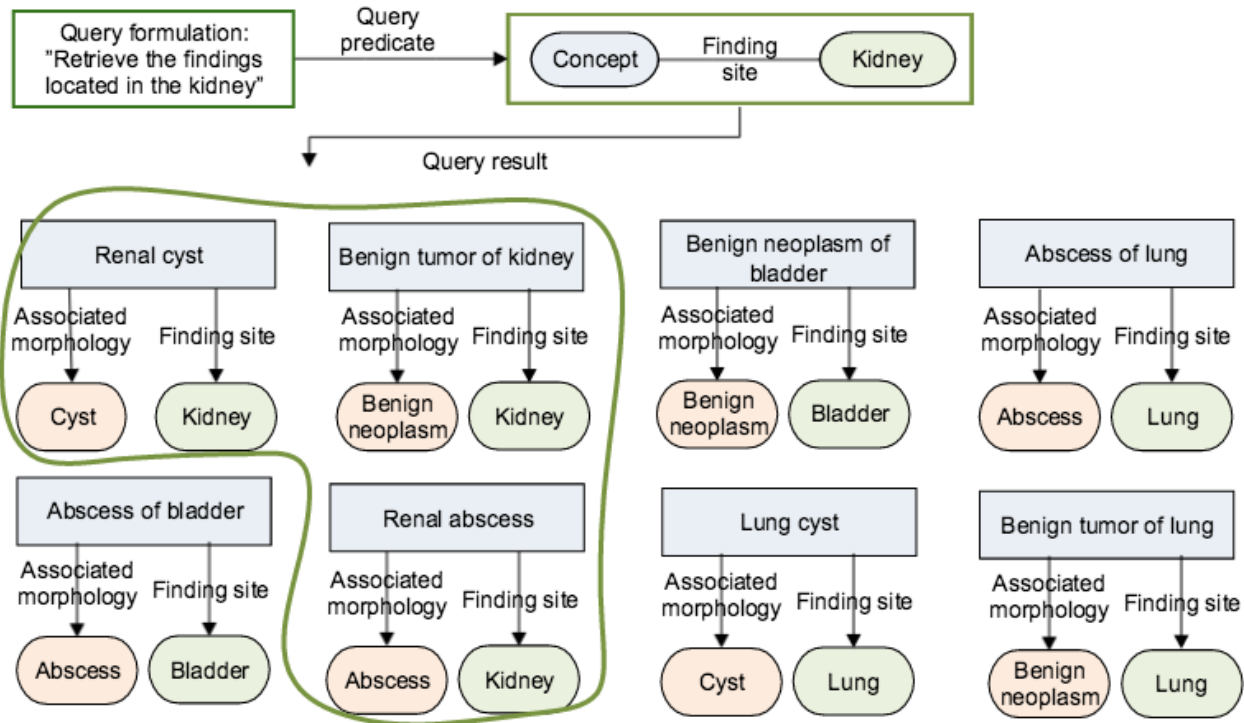 Query formulation:
"Retrieve the findings
located in the kidney"
Query
predicate
Concept
Finding
site
Kidney
Query result
Renal cyst
Associated
morphology
Finding site
Cyst
Kidney
Benign tumor of kidney
Associated
morphology
Finding site
Benign
neoplasm
Kidney
Benign neoplasm of
bladder
Associated
morphology
Finding site
Benign
neoplasm
Bladder
Abscess of lung
Associated
morphology
Finding site
Abscess
Lung
Abscess of bladder
Associated
morphology
Finding site
Abscess
Bladder
Renal abscess
Associated
morphology
Finding site
Abscess
Kidney
Lung cyst
Associated
morphology
Finding site
Cyst
Lung
Benign tumor of lung
Associated
morphology
Finding site
Benign
neoplasm
Lung